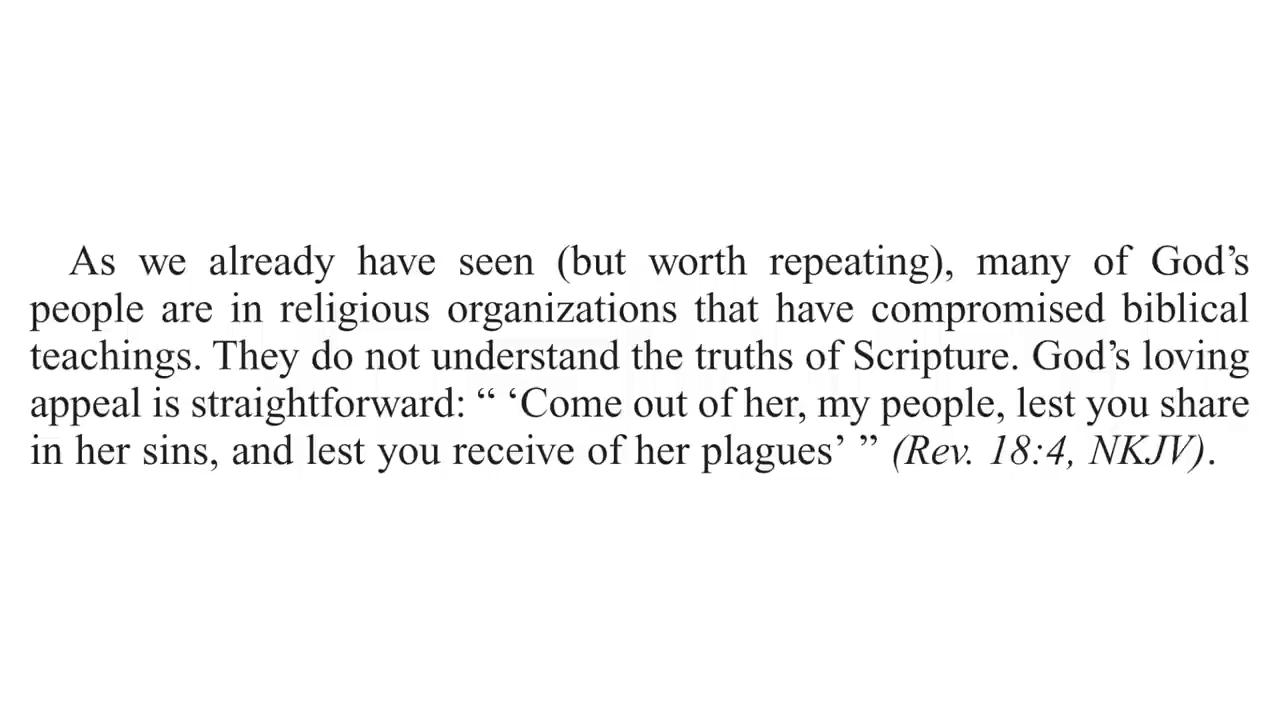 As we already have seen (but worth repeating), many of God’s
people are in religious organizations that have compromised biblical
teachings. They do not understand the truths of Scripture. God’s loving
appeal is straightforward: “ ‘Come out of her, my people, lest you share
in her sins, and lest you receive of her plagues’ ” (Rev. 18:4, NKJV).